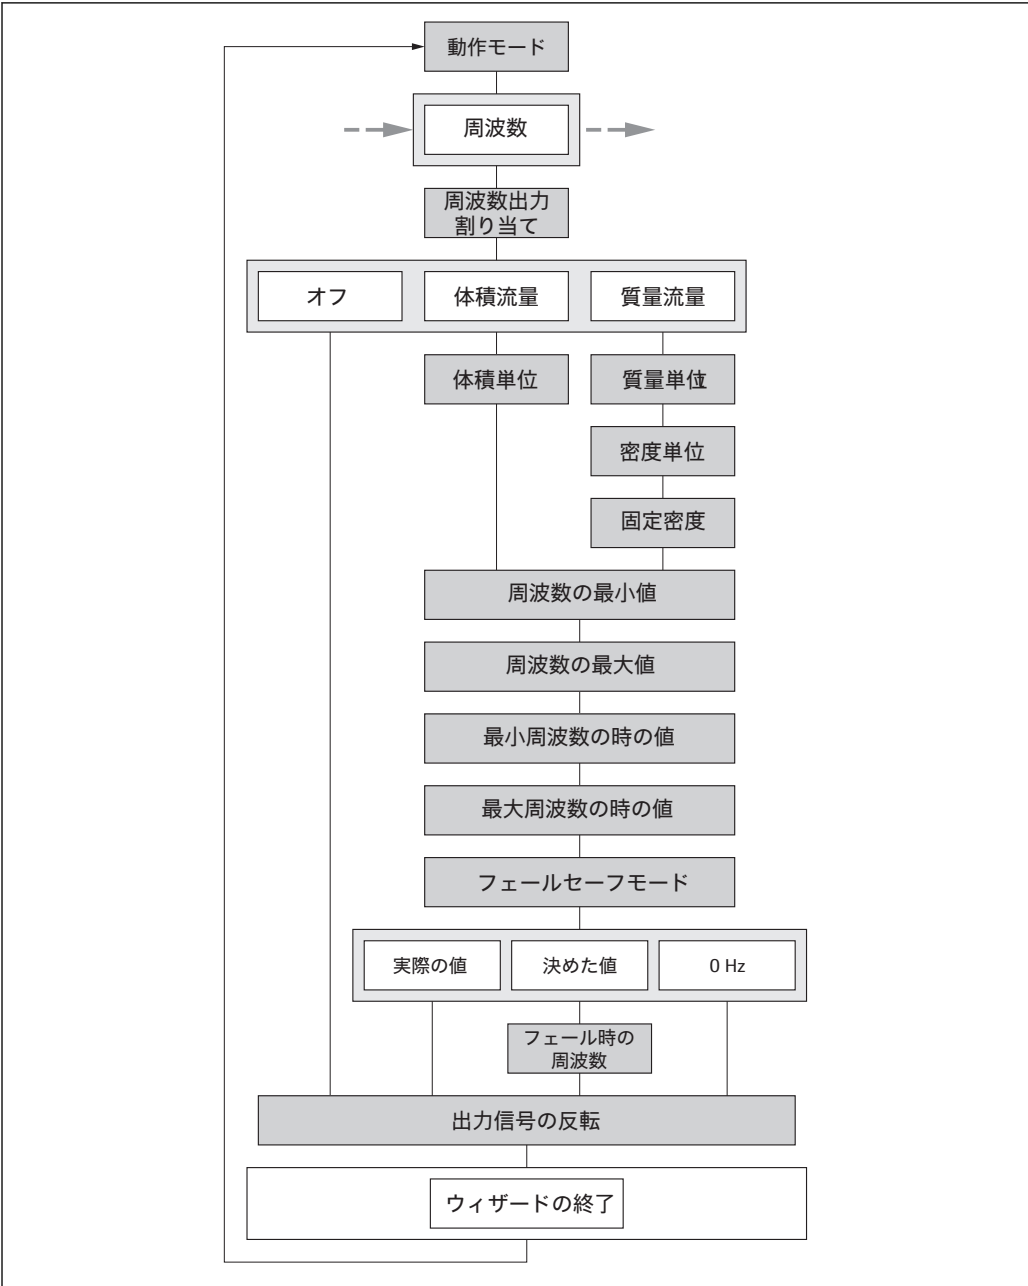 動作モード
周波数
周波数出力
割り当て
オフ
体積流量
質量流量
体積単位
質量単位
密度単位
固定密度
周波数の最小値
周波数の最大値
最小周波数の時の値
最大周波数の時の値
フェールセーフモード
実際の値
決めた値
0 Hz
フェール時の
周波数
出力信号の反転
ウィザードの終了